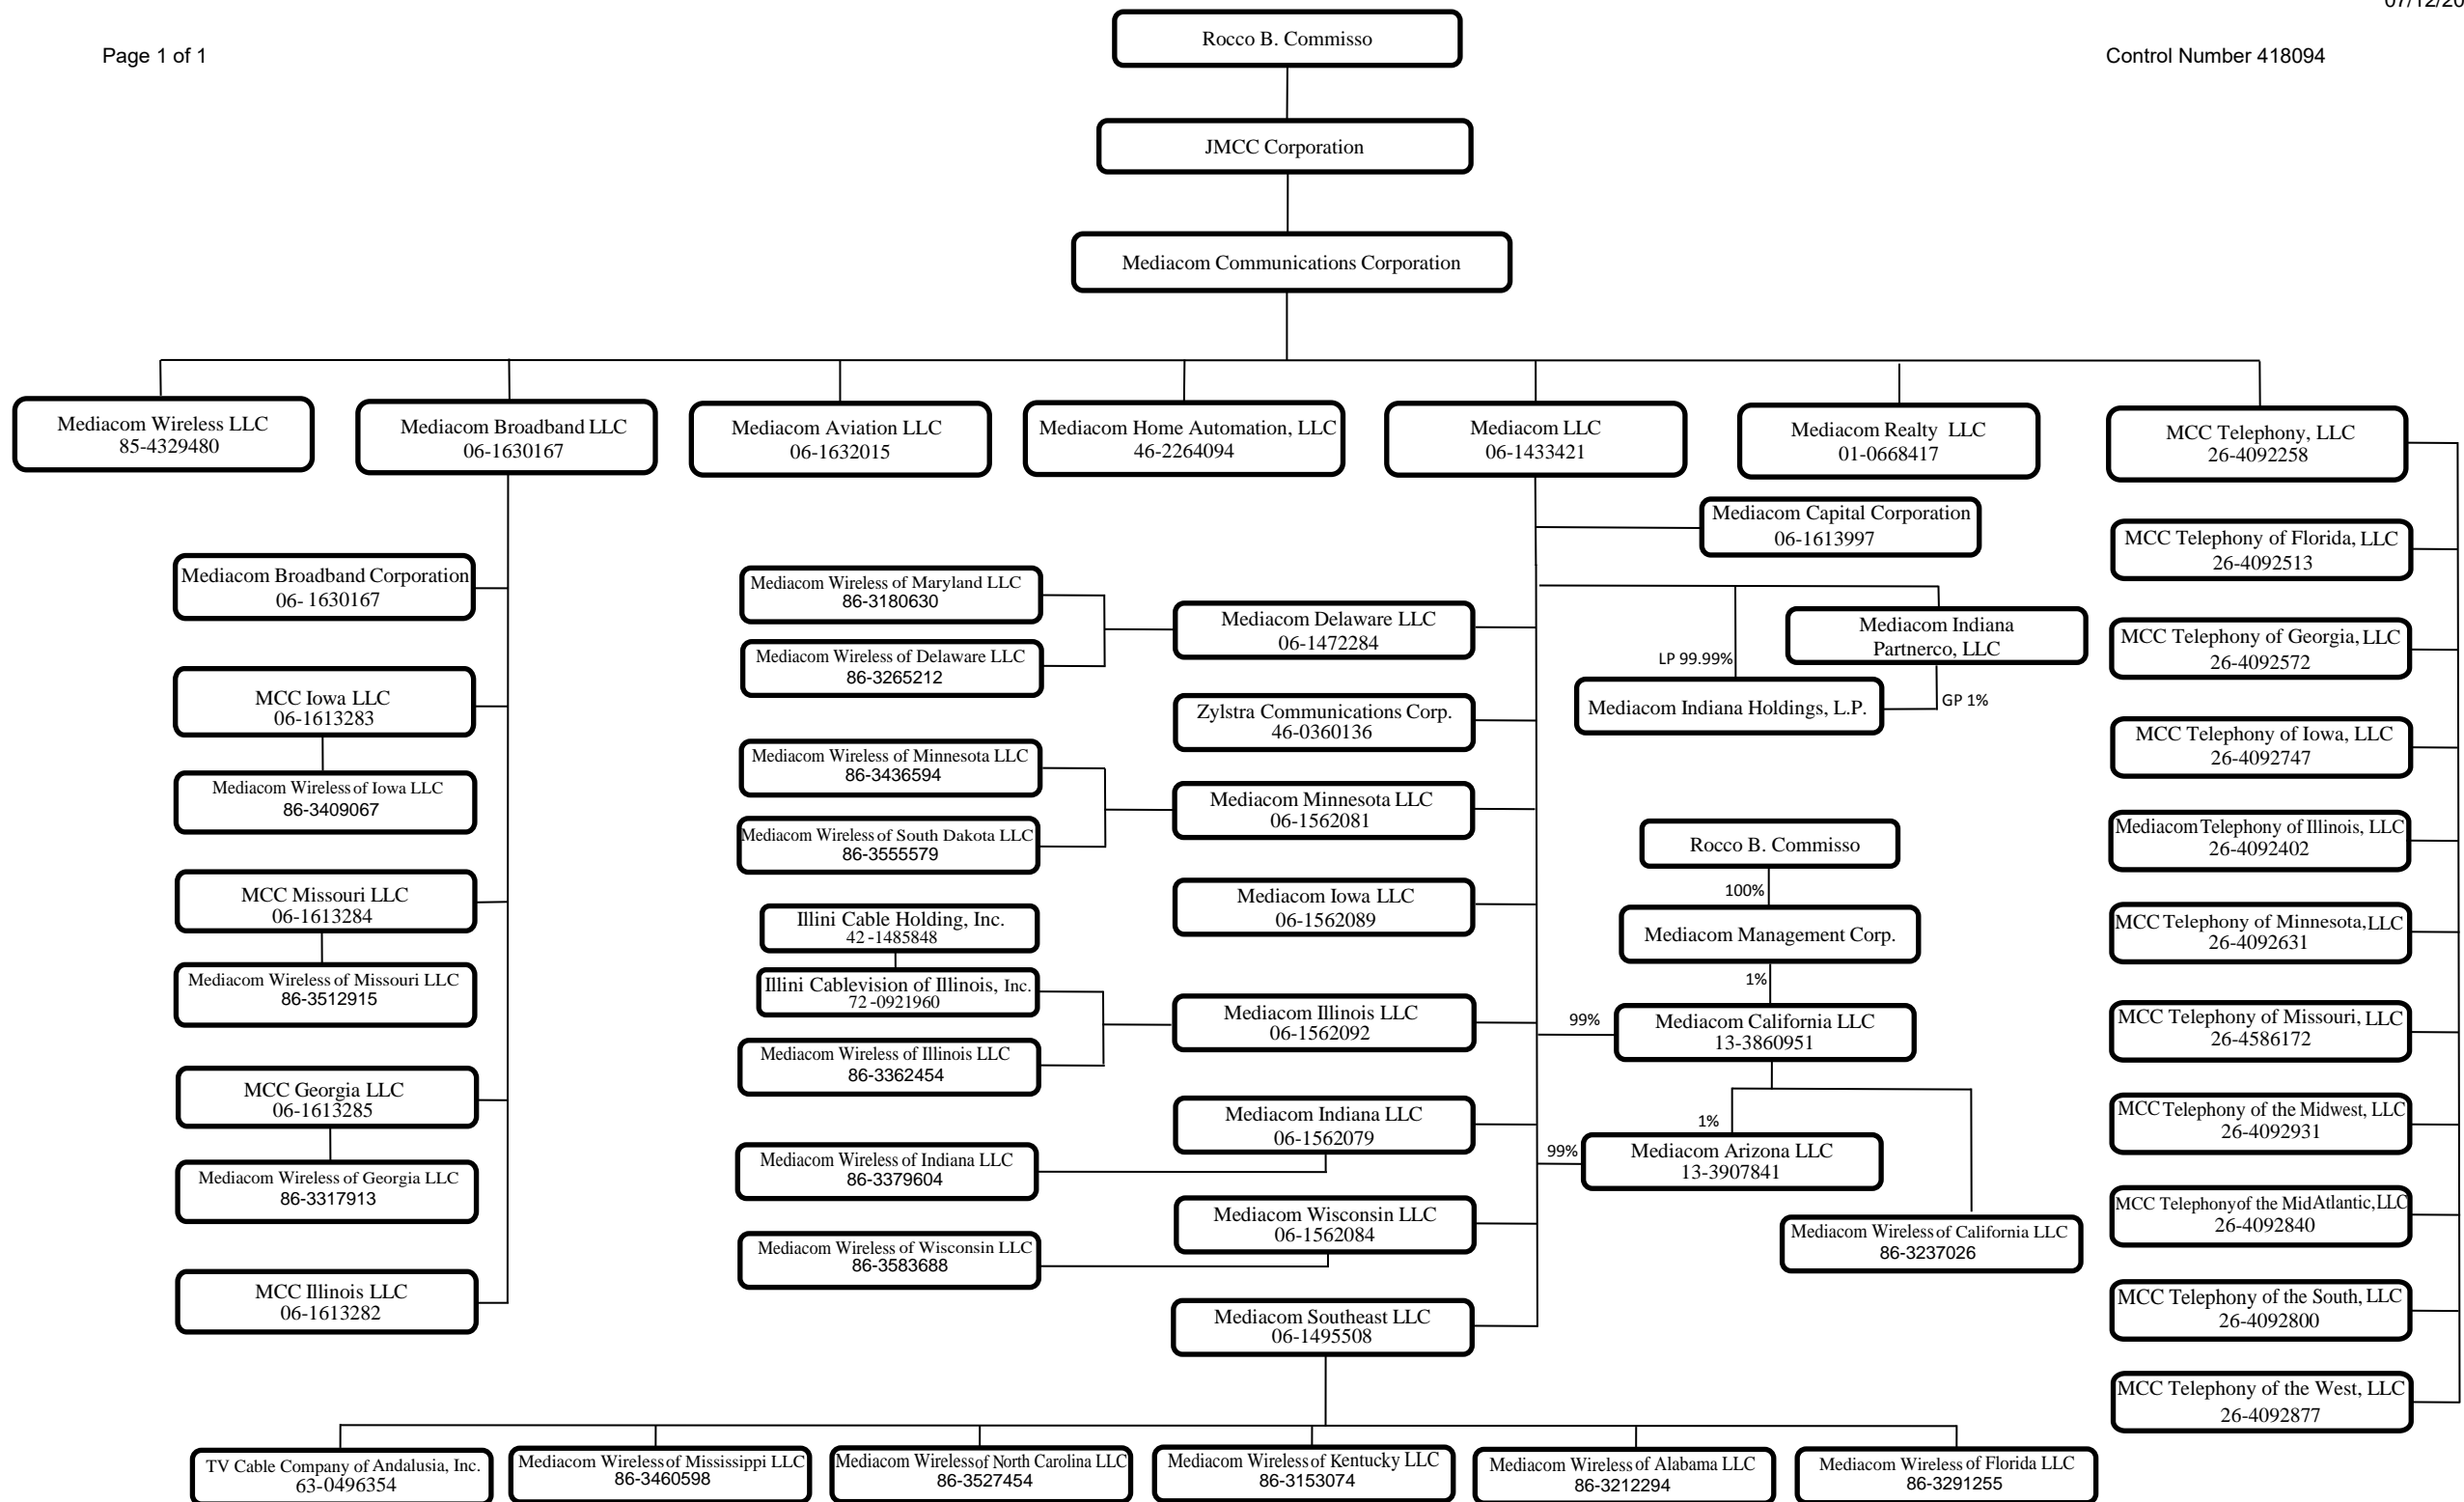 07/12/20
Page 1 of 1
Control Number 418094
Rocco B. Commisso
JMCC Corporation
Mediacom Communications Corporation
Mediacom Wireless LLC
85-4329480
Mediacom Broadband LLC
06-1630167
Mediacom Aviation LLC
06-1632015
Mediacom Home Automation, LLC
46-2264094
Mediacom LLC
06-1433421
Mediacom Realty LLC
01-0668417
MCC Telephony, LLC
26-4092258
Mediacom Broadband Corporation
06- 1630167
MCC Iowa LLC
06-1613283
Mediacom Wireless of Iowa LLC
86-3409067
MCC Missouri LLC
06-1613284
Mediacom Wireless of Missouri LLC
86-3512915
MCC Georgia LLC
06-1613285
Mediacom Wireless of Georgia LLC
86-3317913
MCC Illinois LLC
06-1613282
Mediacom Wireless of Maryland LLC
86-3180630
Mediacom Wireless of Delaware LLC
86-3265212
Mediacom Wireless of Minnesota LLC
86-3436594
Mediacom Wireless of South Dakota LLC
86-3555579
Illini Cable Holding, Inc.
42 -1485848
Illini Cablevision of Illinois, Inc.
72 -0921960
Mediacom Wireless of Illinois LLC
86-3362454
Mediacom Wireless of Indiana LLC
86-3379604
Mediacom Wireless of Wisconsin LLC
86-3583688
Mediacom Delaware LLC
06-1472284
Zylstra Communications Corp.
46-0360136
Mediacom Minnesota LLC
06-1562081
Mediacom Iowa LLC
06-1562089
Mediacom Illinois LLC
06-1562092
Mediacom Indiana LLC
06-1562079
Mediacom Wisconsin LLC
06-1562084
Mediacom Southeast LLC
06-1495508
Mediacom Capital Corporation
06-1613997
Mediacom Indiana
Partnerco, LLC
LP 99.99%
Mediacom Indiana Holdings, L.P.
GP 1%
Rocco B. Commisso
100%
Mediacom Management Corp.
1%
99%
Mediacom California LLC
13-3860951
1%
99%
Mediacom Arizona LLC
13-3907841
Mediacom Wireless of California LLC
86-3237026
MCC Telephony of Florida, LLC
26-4092513
MCC Telephony of Georgia, LLC
26-4092572
MCC Telephony of Iowa, LLC
26-4092747
Mediacom Telephony of Illinois, LLC
26-4092402
MCC Telephony of Minnesota, LLC
26-4092631
MCC Telephony of Missouri, LLC
26-4586172
MCC Telephony of the Midwest, LLC
26-4092931
MCC Telephony of the MidAtlantic, LLC
26-4092840
MCC Telephony of the South, LLC
26-4092800
MCC Telephony of the West, LLC
26-4092877
TV Cable Company of Andalusia, Inc.
63-0496354
Mediacom Wireless of Mississippi LLC
86-3460598
Mediacom Wireless of North Carolina LLC
86-3527454
Mediacom Wireless of Kentucky LLC
86-3153074
Mediacom Wireless of Alabama LLC
86-3212294
Mediacom Wireless of Florida LLC
86-3291255